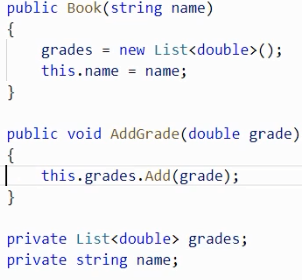 public Book(string name)
{
    grades = new List<double>();
    this.name = name;
}

public void AddGrade(double grade)
{
    this.grades.Add(grade);
}

private List<double> grades;
private string name;